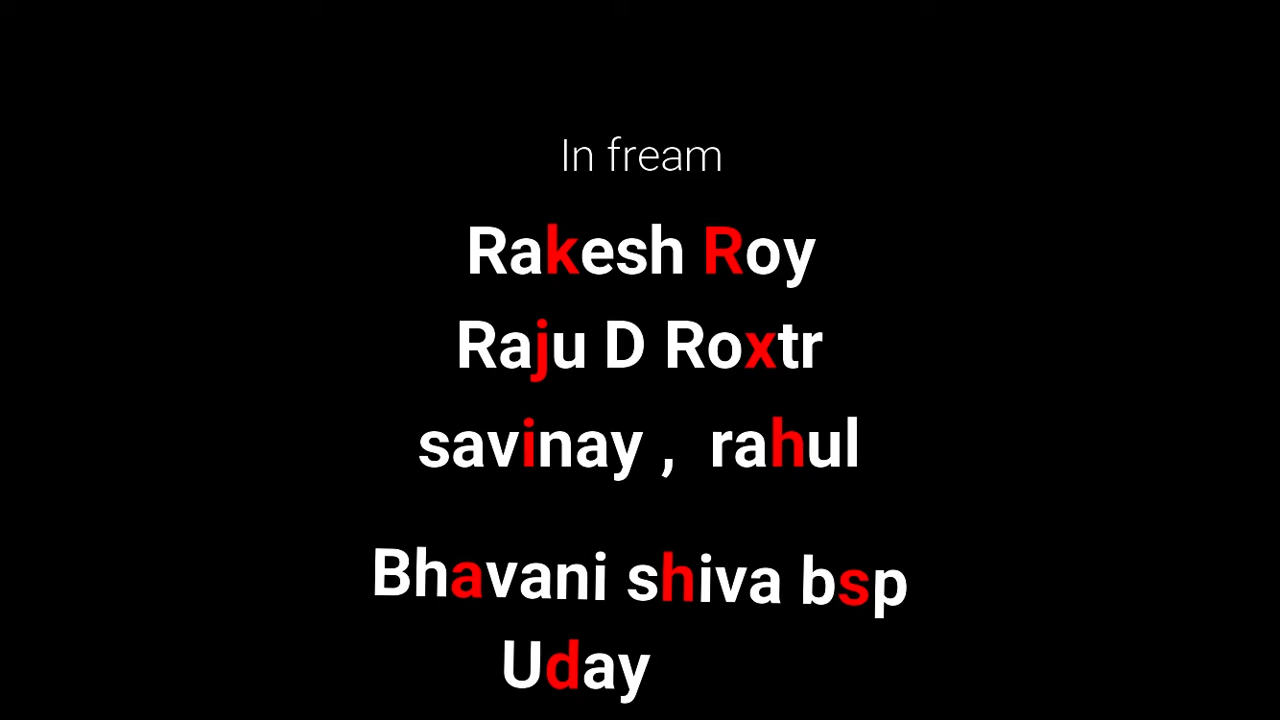 In fream
Rakesh Roy
Raju D Roxtr
savinay ,  rahul
Bhavani shiva bsp
Uday